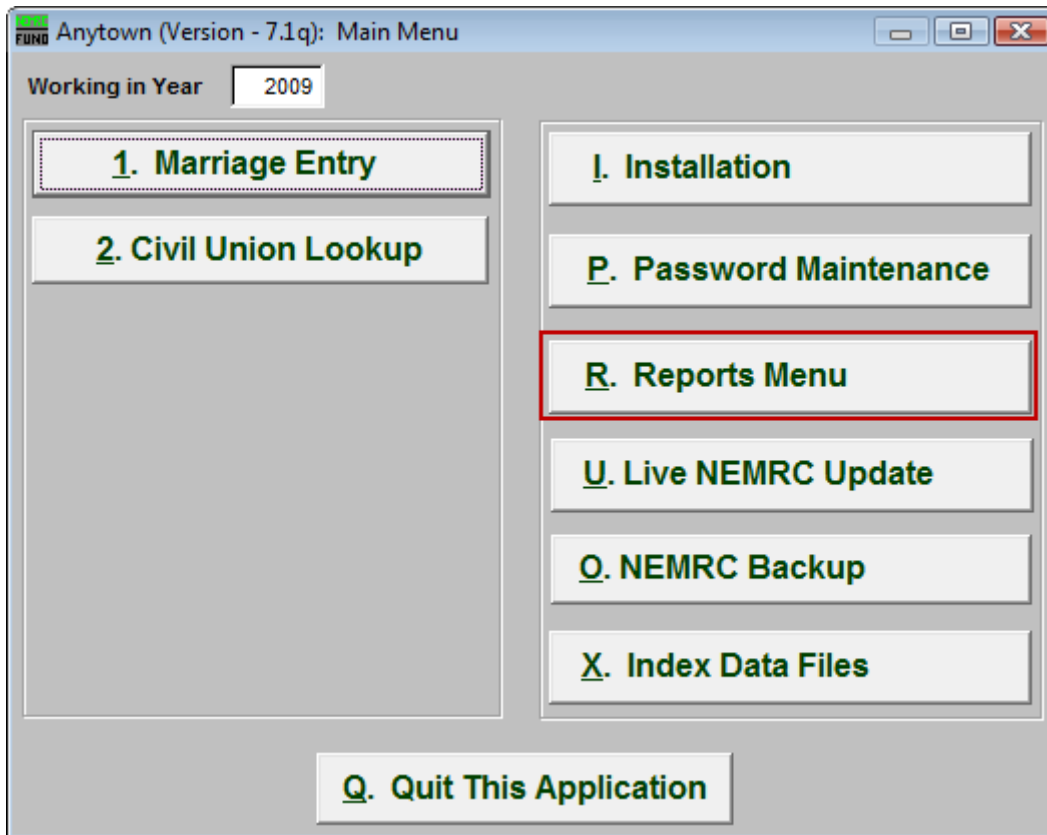 NEMRC
FUND Anytown (Version - 7.1q): Main Menu
Working in Year 2009
1. Marriage Entry
2. Civil Union Lookup
I. Installation
P. Password Maintenance
R. Reports Menu
U. Live NEMRC Update
O. NEMRC Backup
X. Index Data Files
Q. Quit This Application